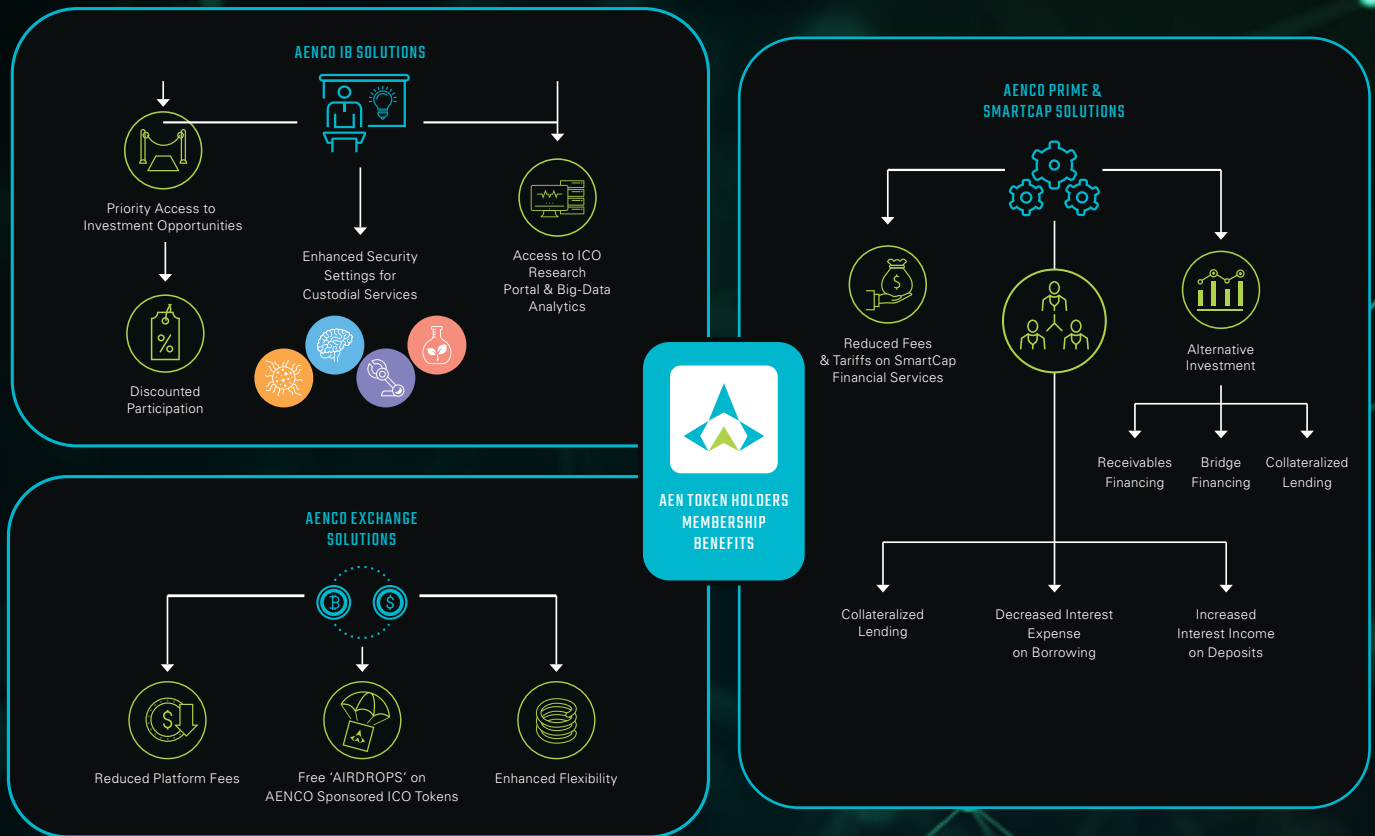 AENCO IB SOLUTIONS
Priority Access to
Investment Opportunities
Discounted
Participation
Enhanced Security
Settings for
Custodial Services
Access to ICO
Research
Portal & Big-Data
Analytics
AENCO EXCHANGE
SOLUTIONS
Reduced Platform Fees
Free 'AIRDROPS' on
AENCO Sponsored ICO Tokens
Enhanced Flexibility
AEN TOKEN HOLDERS
MEMBERSHIP
BENEFITS
AENCO PRIME &
SMARTCAP SOLUTIONS
Reduced Fees
& Tariffs on SmartCap
Financial Services
Alternative
Investment
Receivables
Financing
Bridge
Financing
Collateralized
Lending
Collateralized
Lending
Decreased Interest
Expense
on Borrowing
Increased
Interest Income
on Deposits